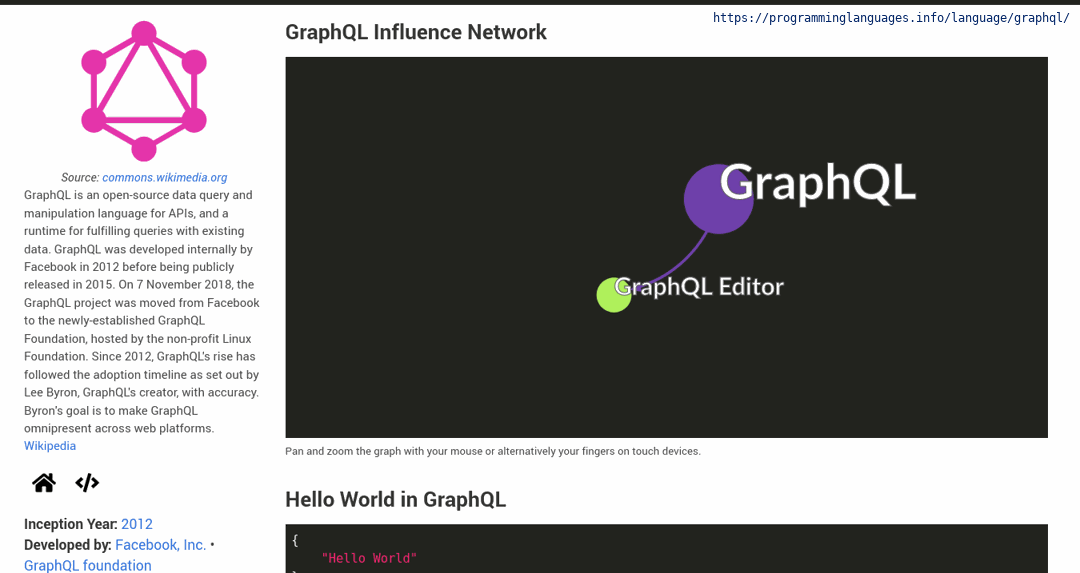 https://programminglanguages.info/language/graphql/
Source: commons.wikimedia.org
GraphQL is an open-source data query and
manipulation language for APIs, and a
runtime for fulfilling queries with existing
data. GraphQL was developed internally by
Facebook in 2012 before being publicly
released in 2015. On 7 November 2018, the
GraphQL project was moved from Facebook
to the newly-established GraphQL
Foundation, hosted by the non-profit Linux
Foundation. Since 2012, GraphQL's rise has
followed the adoption timeline as set out by
Lee Byron, GraphQL's creator, with accuracy.
Byron's goal is to make GraphQL
omnipresent across web platforms.
Wikipedia
Inception Year: 2012
Developed by: Facebook, Inc. •
GraphQL foundation
GraphQL Influence Network
GraphQL
GraphQL Editor
Pan and zoom the graph with your mouse or alternatively your fingers on touch devices.
Hello World in GraphQL
{
"Hello World"